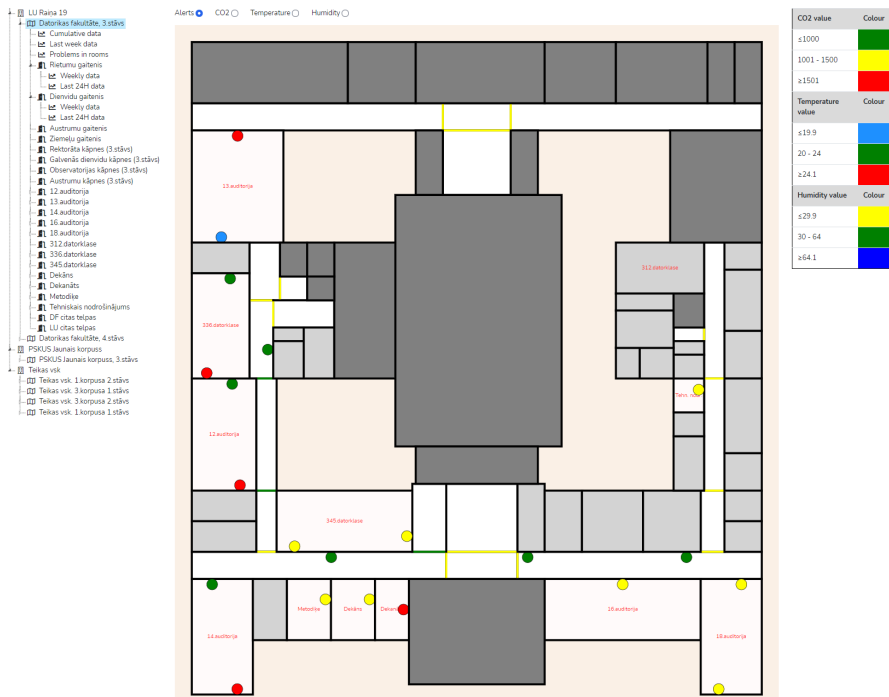 LU Raiņa 19
Datorikas fakultāte, 3.stāvs
Cumulative data
Last week data
Problems in rooms
Rietumu gaitenis
Weekly data
Last 24H data
Dienvidu gaitenis
Weekly data
Last 24H data
Austrumu gaitenis
Ziemeļu gaitenis
Rektorāta kāpnes (3.stāvs)
Galvenās dienvidu kāpnes (3.stāvs)
Observatorijas kāpnes (3.stāvs)
Austrumu kāpnes (3.stāvs)
12.auditorija
13.auditorija
14.auditorija
16.auditorija
18.auditorija
312.datorklase
336.datorklase
345.datorklase
Dekāns
Dekanāts
Metodiķe
Tehniskais nodrošinājums
DF citas telpas
LU citas telpas
Datorikas fakultāte, 4.stāvs
PSKUS Jaunais korpuss
PSKUS Jaunais korpuss, 3.stāvs
Teikas vsk
Teikas vsk. 1.korpusa 2.stāvs
Teikas vsk. 3.korpusa 1.stāvs
Teikas vsk. 3.korpusa 2.stāvs
Teikas vsk. 1.korpusa 1.stāvs
Alerts CO2 Temperature Humidity
13.auditorija
312.datorklase
336.datorklase
Tehn. nod
12.auditorija
345.datorklase
Metodiķe Dekāns
16.auditorija
14.auditorija 18.auditorija
CO2 value Colour
≤1000
1001 - 1500
≥1501
Temperature value Colour
≤19.9
20 - 24
≥24.1
Humidity value Colour
≤29.9
30 - 64
≥64.1